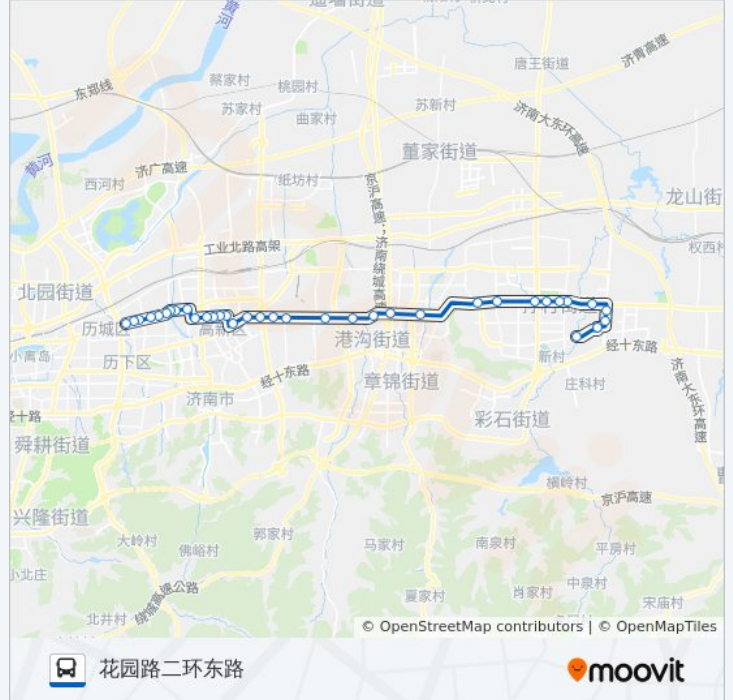 遥墙街道
黄河
济青高速
唐王街道
蔡家村
东郑线
桃园村
苏家村
苏新村
曲家村
济南大东环高速
董家街道
黄河
济广高速
西河村
纸坊村
京沪高速；济南绕城高速
龙山街
权西村
工业北路高架
北园街道
历城区
高新区
港沟街道
小高岛
历下区
新村
经十东路
经十东路
章锦街道
庄科村
济南大东环高速
济南市
彩石街道
经十路
舜耕街道
横岭村
京沪高速
兴隆街道
大岭村
佛峪村
郭家村
马家村
南泉村
平房村
小北庄
绕城高速公路
夏家村
肖家村
中泉村
宋庙村
北井村
© OpenStreetMap contributors | © OpenMapTiles
花园路二环东路
moovit